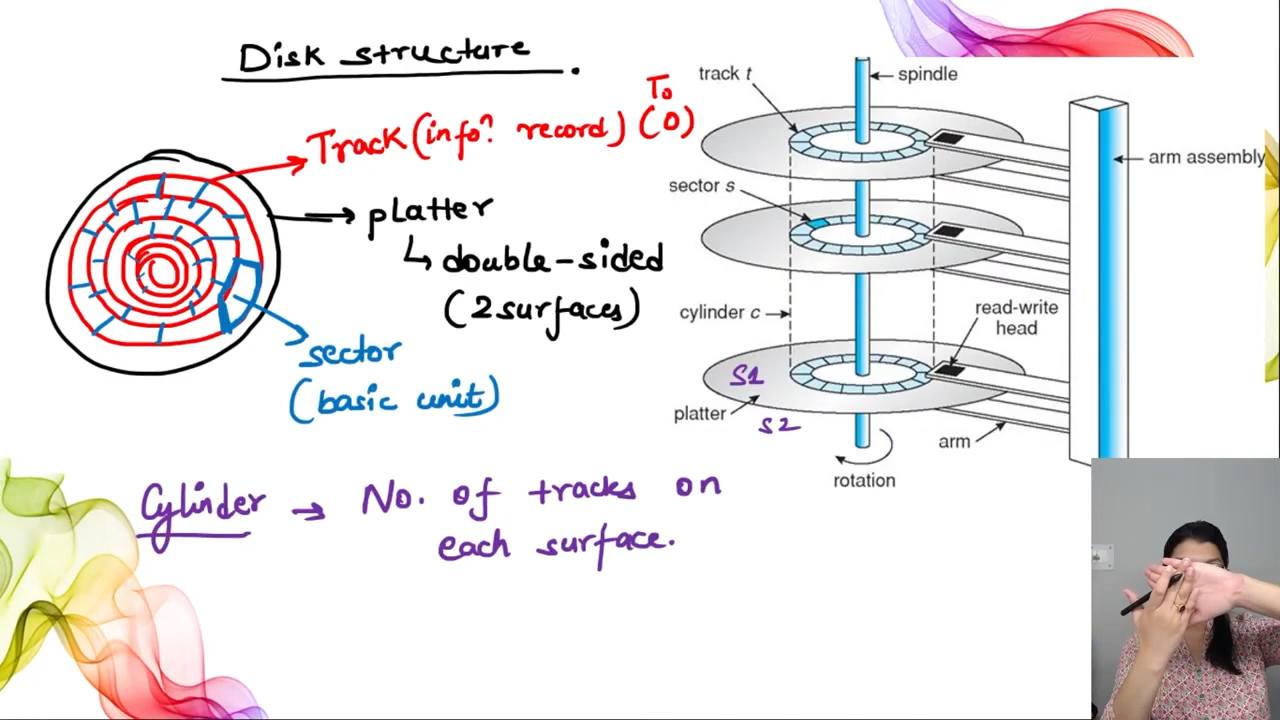 Disk structure.
Track (info? record) (0)
T0
platter
↳ double-sided
(2 surfaces)
sector
(basic unit)
Cylinder → No. of tracks on
each surface.
track t
spindle
arm assembly
sector s
cylinder c
read-write
head
S1
platter
S2
arm
rotation